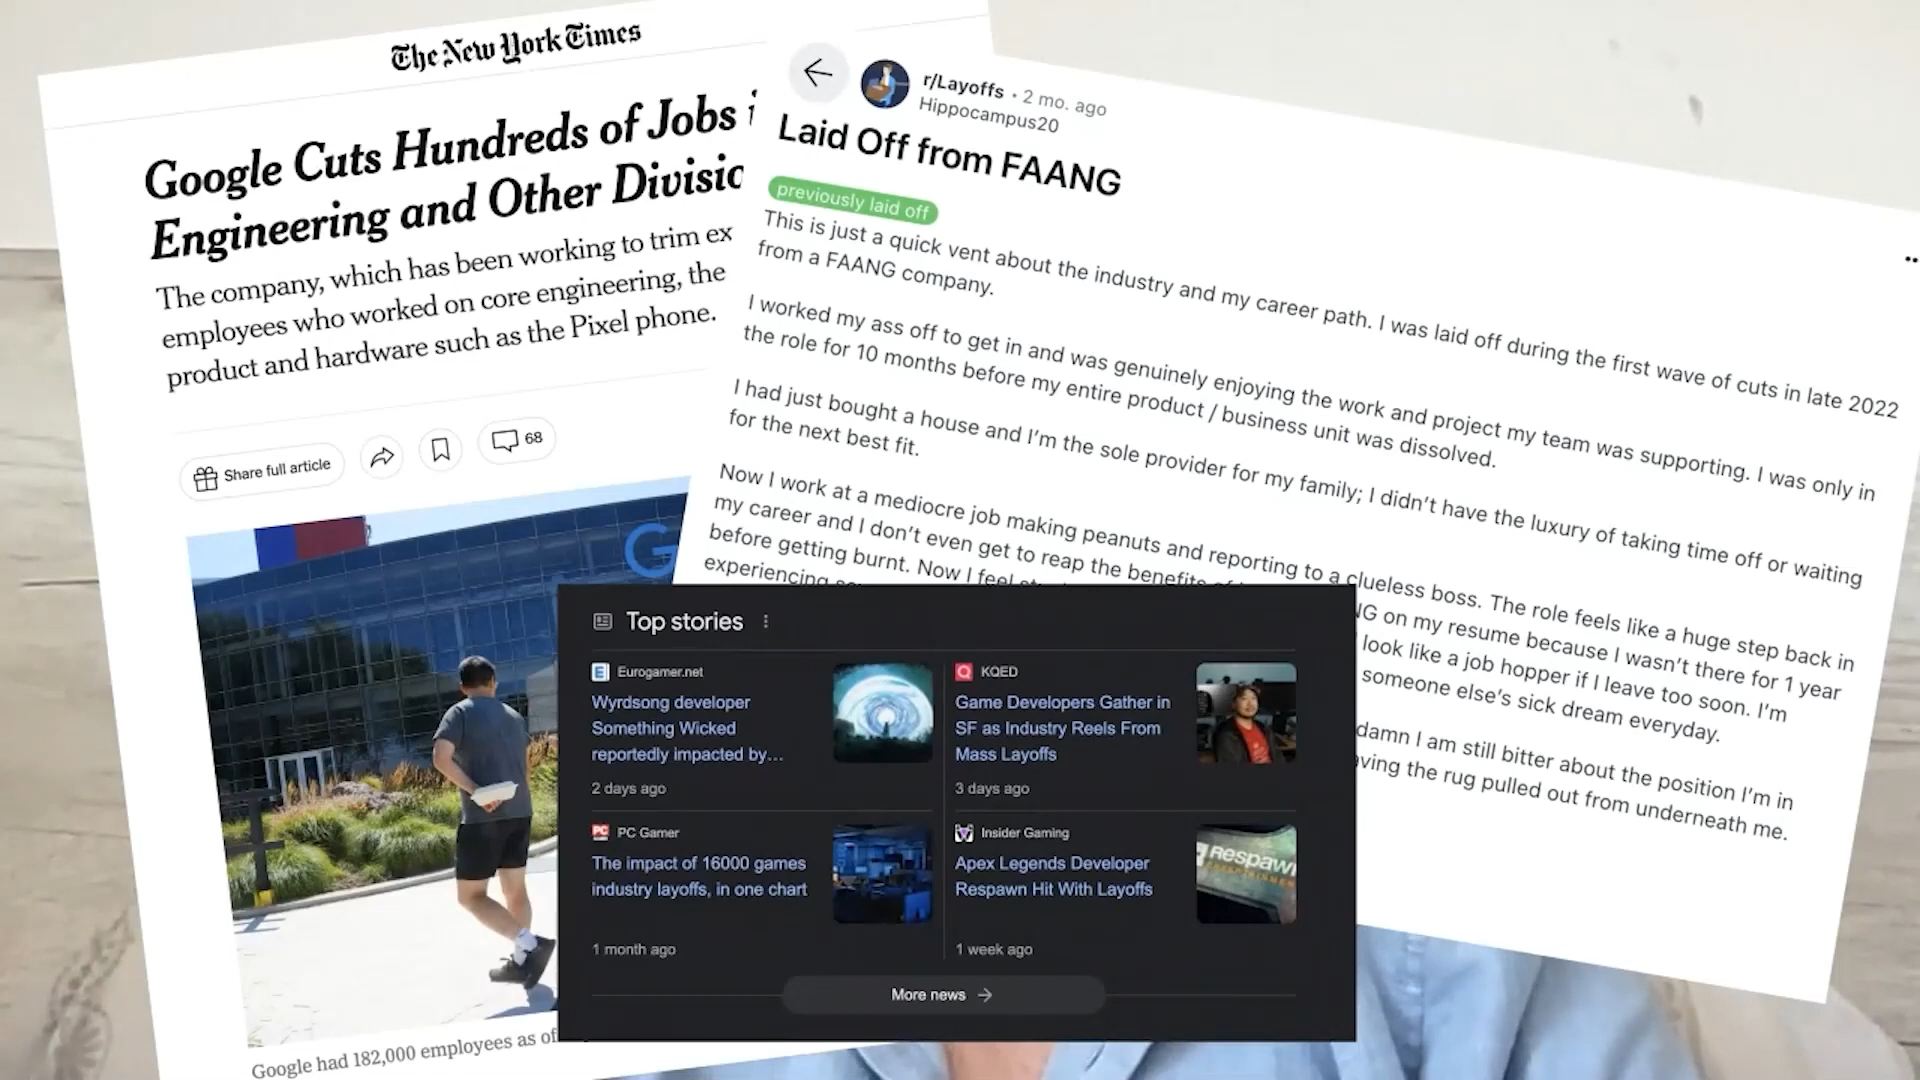 The New York Times
Google Cuts Hundreds of Jobs i
Engineering and Other Divisio
The company, which has been working to trim ex
employees who worked on core engineering, the
product and hardware such as the Pixel phone.
Share full article
68
Google had 182,000 employees as of
r/Layoffs • 2 mo. ago
Hippocampus20
Laid Off from FAANG
previously laid off
This is just a quick vent about the industry and my career path. I was laid off during the first wave of cuts in late 2022
from a FAANG company.
I worked my ass off to get in and was genuinely enjoying the work and project my team was supporting. I was only in
the role for 10 months before my entire product / business unit was dissolved.
I had just bought a house and I'm the sole provider for my family; I didn't have the luxury of taking time off or waiting
for the next best fit.
Now I work at a mediocre job making peanuts and reporting to a clueless boss. The role feels like a huge step back in
my career and I don't even get to reap the benefits NG on my resume because I wasn't there for 1 year
before getting burnt. Now I feel look like a job hopper if I leave too soon. I'm
experiencing someone else's sick dream everyday.
damn I am still bitter about the position I'm in
aving the rug pulled out from underneath me.
Top stories
Eurogamer.net
Wyrdsong developer
Something Wicked
reportedly impacted by...
2 days ago
KQED
Game Developers Gather in
SF as Industry Reels From
Mass Layoffs
3 days ago
PC Gamer
The impact of 16000 games
industry layoffs, in one chart
1 month ago
Insider Gaming
Apex Legends Developer
Respawn Hit With Layoffs
1 week ago
RESPAWN
ENTERTAINMENT
More news